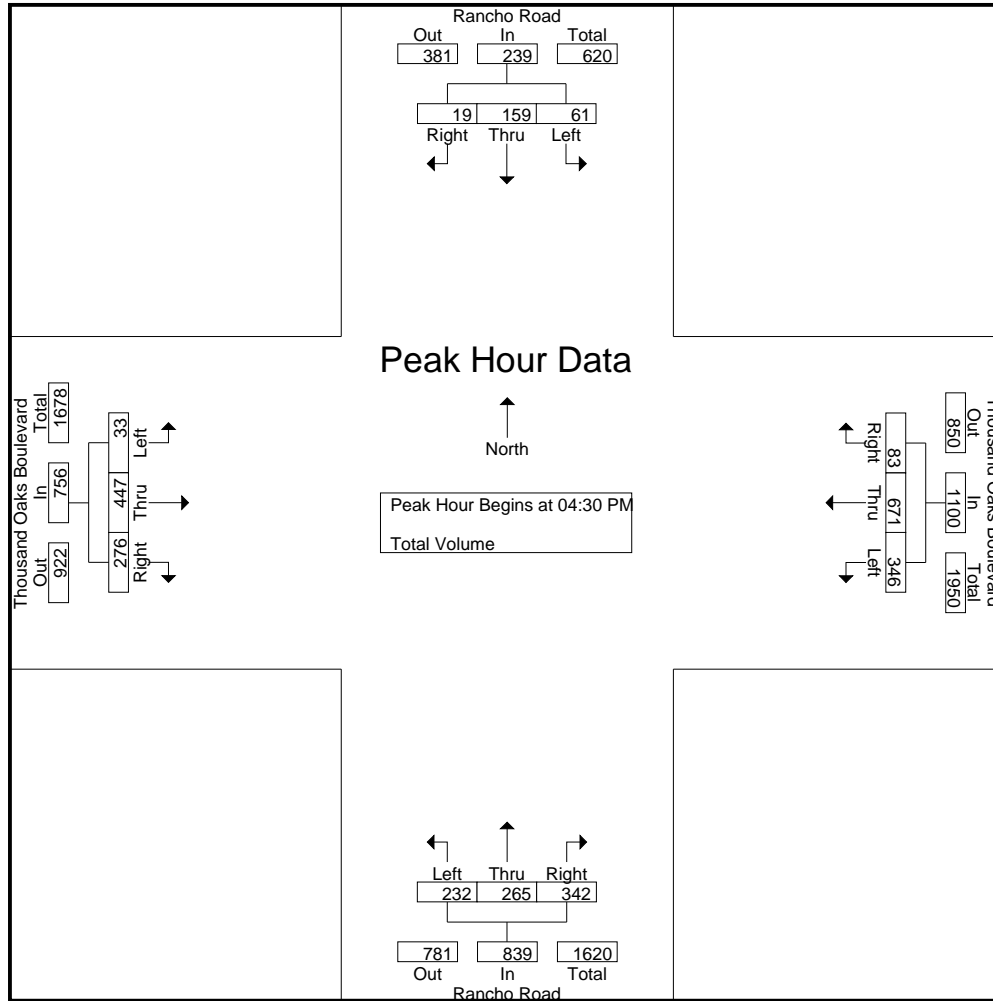 Rancho Road
Out In Total
381 239 620
19 159 61
Right Thru Left
Peak Hour Data
North
Peak Hour Begins at 04:30 PM
Total Volume
Thousand Oaks Boulevard
Total In Out
1678 756 922
33 447 276
Left Thru Right
Thousand Oaks Boulevard
Out In Total
850 1100 1950
83 671 346
Right Thru Left
Left Thru Right
232 265 342
781 839 1620
Out In Total
Rancho Road